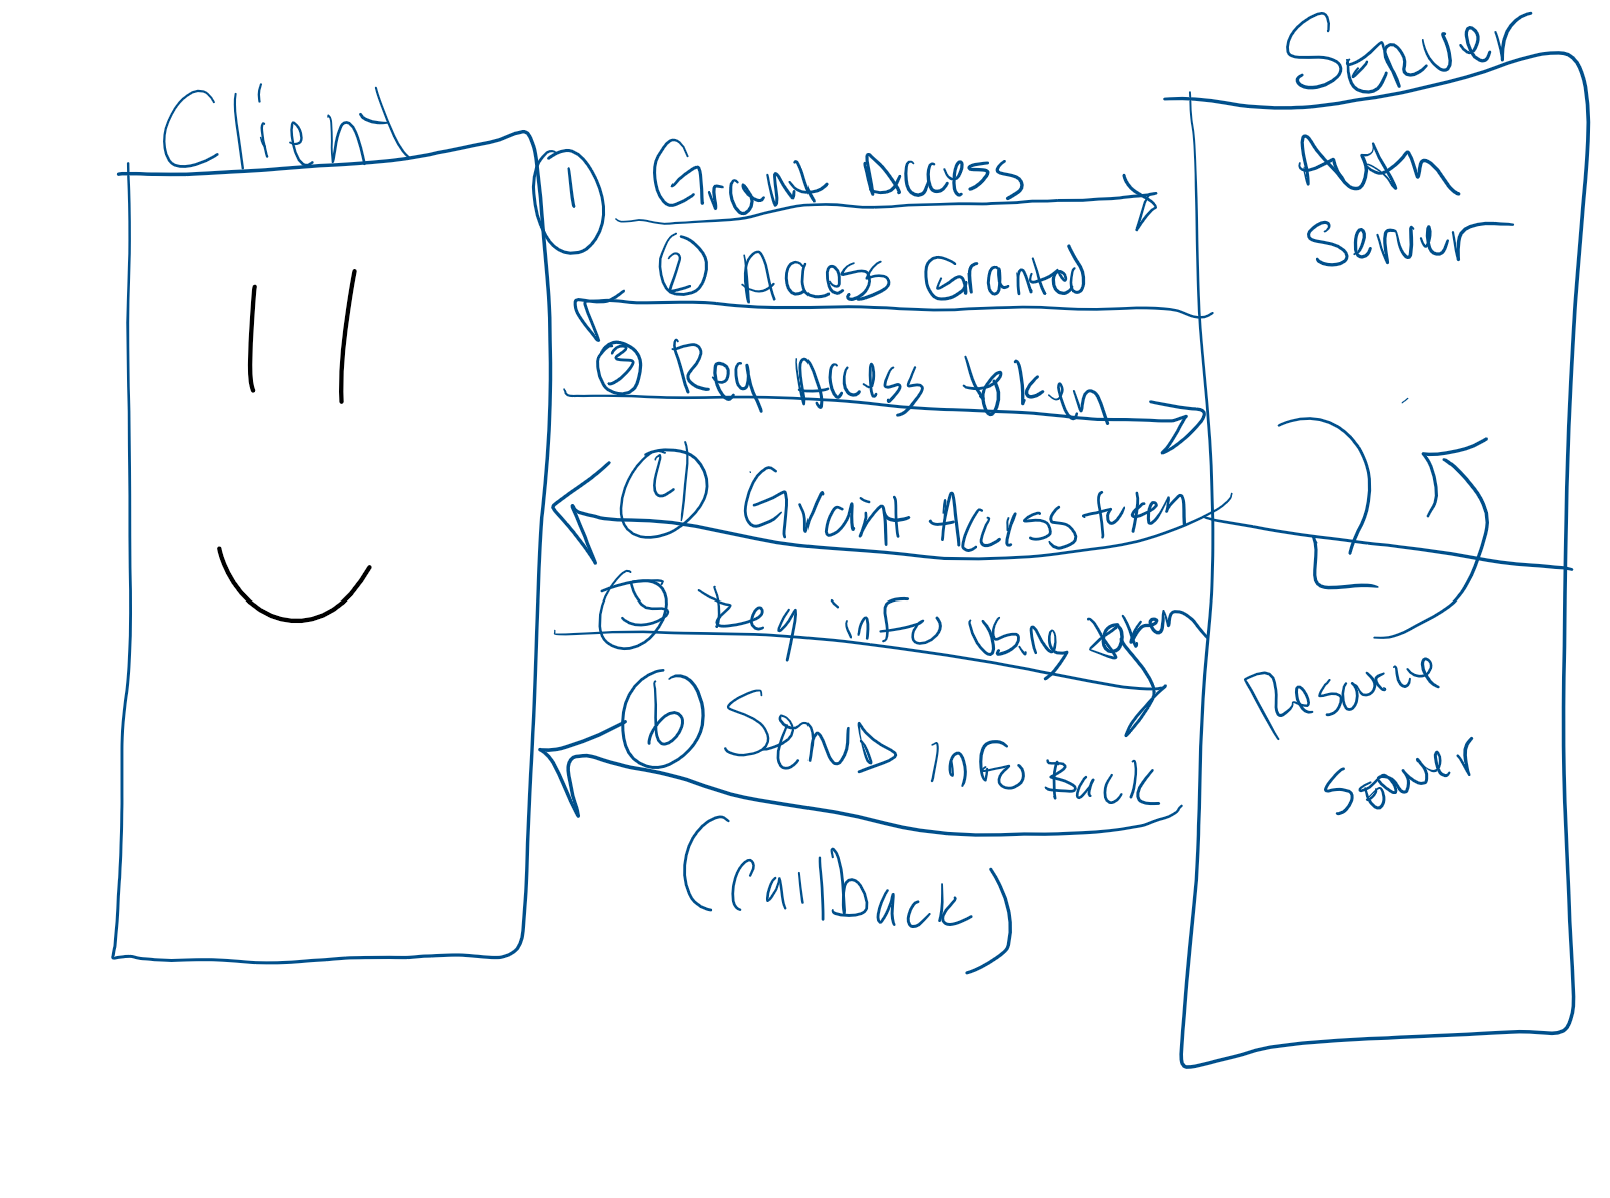 Client
Server
Auth
Server
1 Grant Access
2 Access Granted
3 Req Access token
4 Grant Access token
5 Req info using token
6 Send info Back
(callback)
Resource
Server